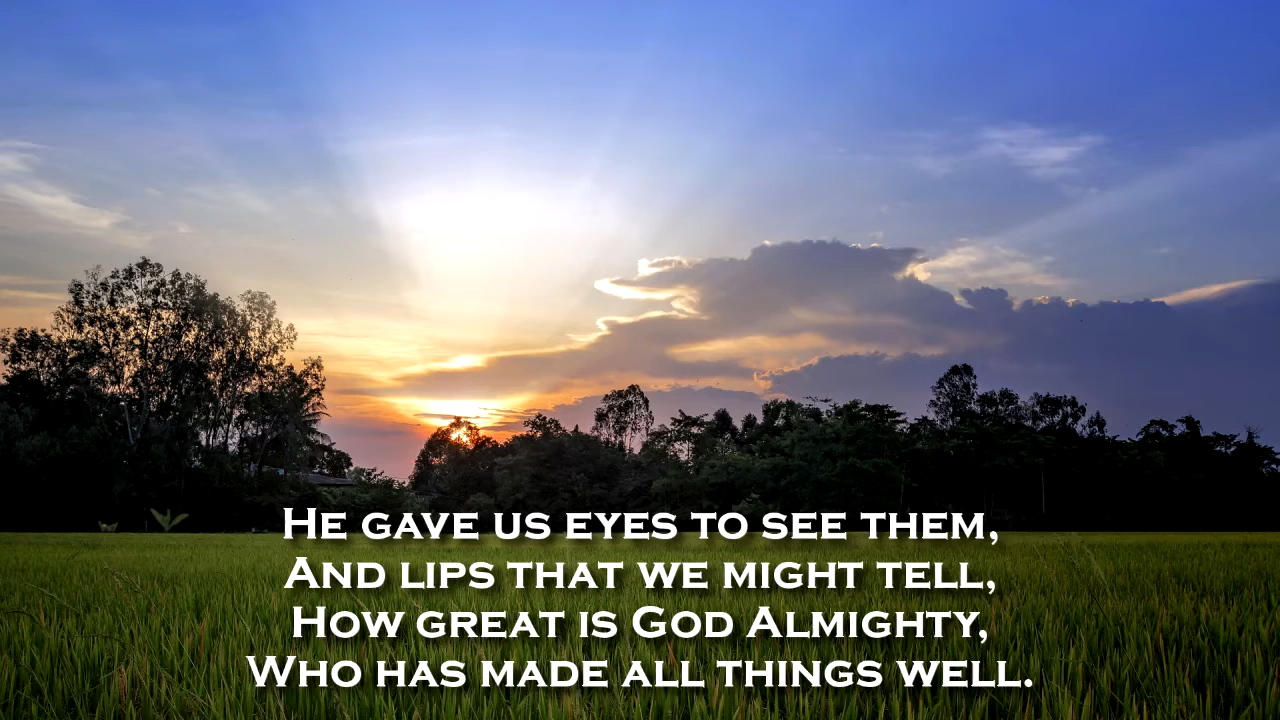 He gave us eyes to see them,
And lips that we might tell,
How great is God Almighty,
Who has made all things well.